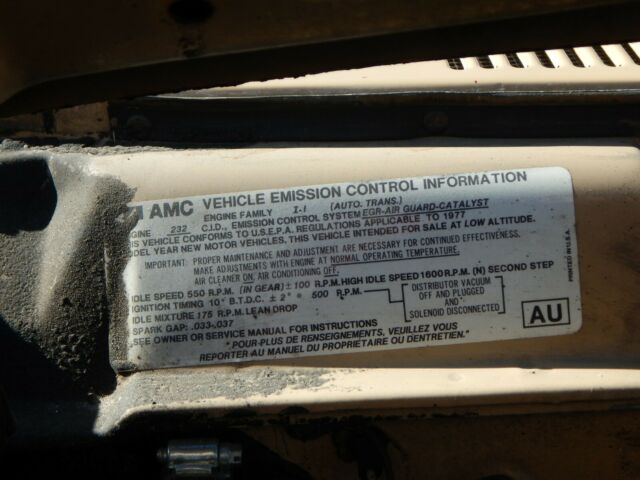 AMC VEHICLE EMISSION CONTROL INFORMATION
ENGINE FAMILY I-1 (AUTO. TRANS.)
GINE 232 C.I.D., EMISSION CONTROL SYSTEM EGR-AIR GUARD-CATALYST
THIS VEHICLE CONFORMS TO U.S.E.P.A. REGULATIONS APPLICABLE TO 1977
DEL YEAR NEW MOTOR VEHICLES. THIS VEHICLE INTENDED FOR SALE AT LOW ALTITUDE.
IMPORTANT: PROPER MAINTENANCE AND ADJUSTMENT ARE NECESSARY FOR CONTINUING EFFECTIVENESS.
MAKE ADJUSTMENTS WITH ENGINE AT NORMAL OPERATING TEMPERATURE.
AIR CLEANER ON, AIR CONDITIONING OFF.
IDLE SPEED 550 R.P.M. (IN GEAR) ± 100 R.P.M. HIGH IDLE SPEED 1600 R.P.M. (N) SECOND STEP
IGNITION TIMING 10° B.T.D.C. ± 2° @ 500 R.P.M.
DISTRIBUTOR VACUUM
OFF AND PLUGGED
AND
SOLENOID DISCONNECTED
IDLE MIXTURE 175 R.P.M. LEAN DROP
SPARK GAP: .033-.037
SEE OWNER OR SERVICE MANUAL FOR INSTRUCTIONS
"POUR PLUS DE RENSEIGNEMENTS, VEUILLEZ VOUS
REPORTER AU MANUEL DU PROPRIETAIRE OU D'ENTRETIEN."
AU
PRINTED IN U.S.A.